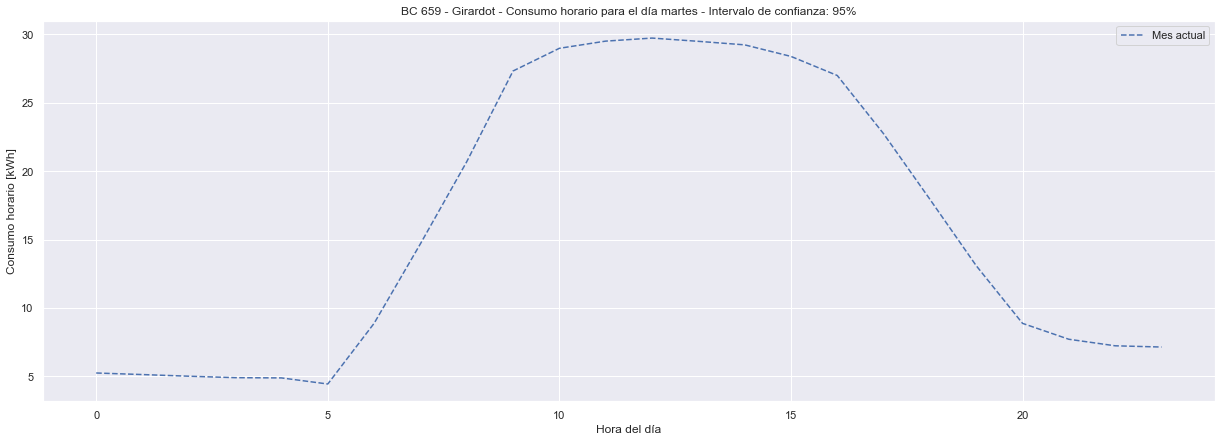 BC 659 - Girardot - Consumo horario para el día martes - Intervalo de confianza: 95%
Mes actual
Consumo horario [kWh]
30
25
20
15
10
5
0 5 10 15 20
Hora del día